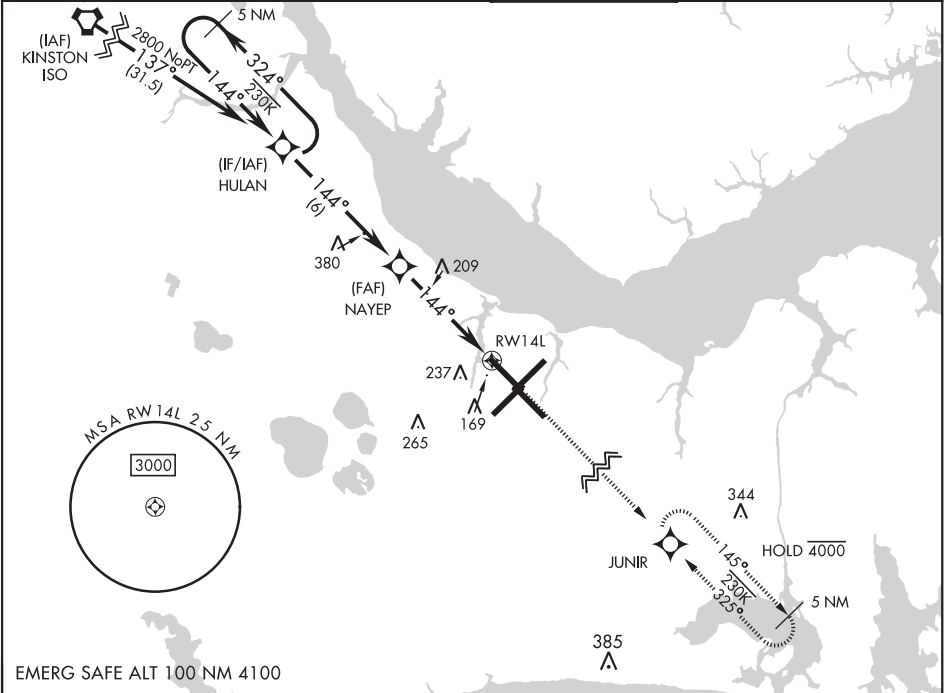 5 NM
(IAF)
KINSTON
ISO
2800 NoPT
137°
(31.5)
144°
324°
230K
(IF/IAF)
HULAN
144°
(6)
380
(FAF)
NAYEP
209
144°
RW14L
237
169
265
MSA RW 14L 25 NM
3000
344
HOLD 4000
JUNIR
145°
230K
325°
5 NM
385
EMERG SAFE ALT 100 NM 4100